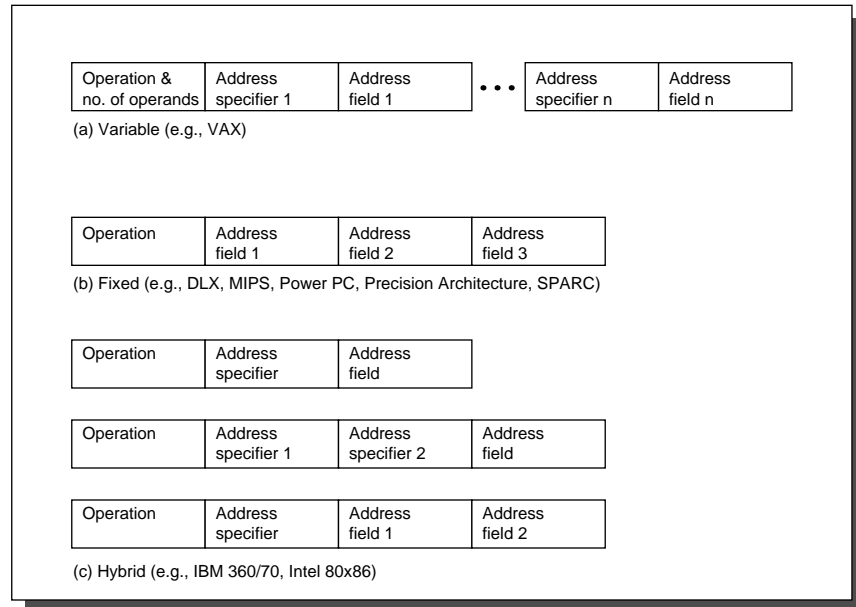 Operation & Address Address Address Address
no. of operands specifier 1 field 1 ••• specifier n field n
(a) Variable (e.g., VAX)
Operation Address Address Address
field 1 field 2 field 3
(b) Fixed (e.g., DLX, MIPS, Power PC, Precision Architecture, SPARC)
Operation Address Address
specifier field
Operation Address Address Address
specifier 1 specifier 2 field
Operation Address Address Address
specifier field 1 field 2
(c) Hybrid (e.g., IBM 360/70, Intel 80x86)